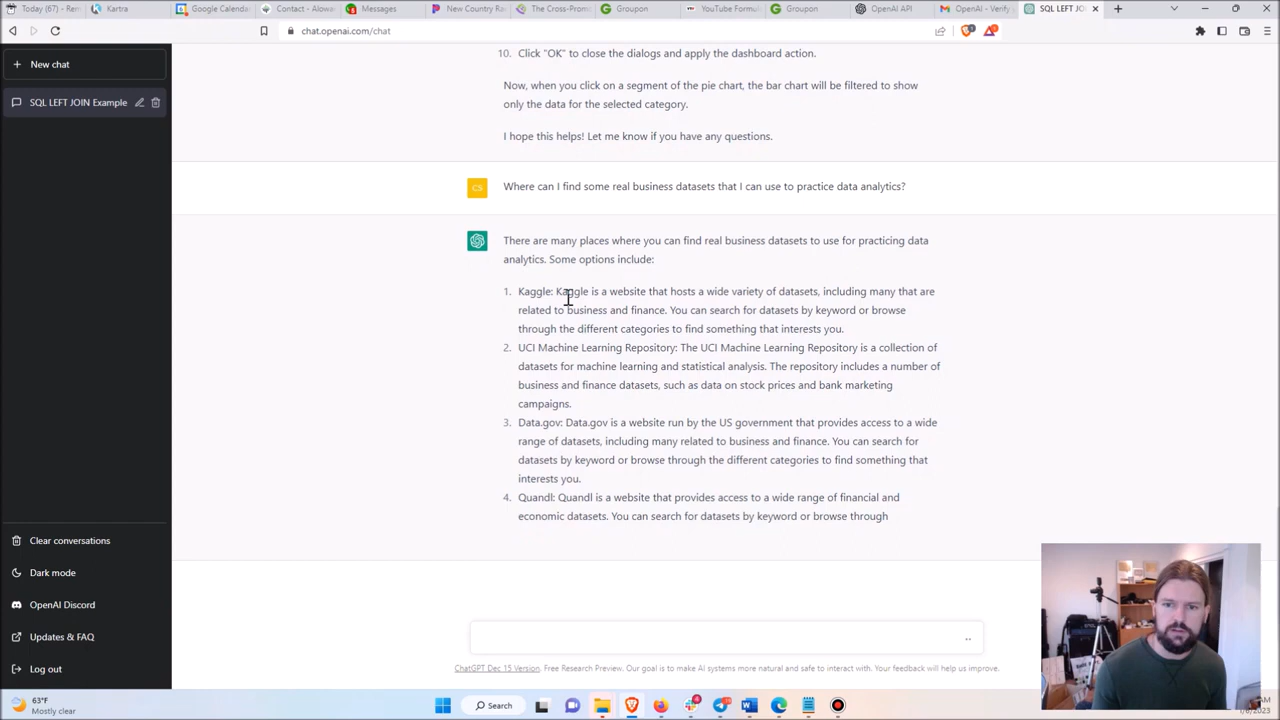 Today (67) - Ren
Kartra
Google Calenda
Contact - Alowa
Messages
New Country Ra
The Cross-Prom
Groupon
YouTube Formul
Groupon
OpenAI API
OpenAI - Verify
SQL LEFT JOI
chat.openai.com/chat
New chat
SQL LEFT JOIN Example
10. Click "OK" to close the dialogs and apply the dashboard action.
Now, when you click on a segment of the pie chart, the bar chart will be filtered to show
only the data for the selected category.
I hope this helps! Let me know if you have any questions.
CS
Where can I find some real business datasets that I can use to practice data analytics?
There are many places where you can find real business datasets to use for practicing data
analytics. Some options include:
1. Kaggle: Kaggle is a website that hosts a wide variety of datasets, including many that are
related to business and finance. You can search for datasets by keyword or browse
through the different categories to find something that interests you.
2. UCI Machine Learning Repository: The UCI Machine Learning Repository is a collection of
datasets for machine learning and statistical analysis. The repository includes a number of
business and finance datasets, such as data on stock prices and bank marketing
campaigns.
3. Data.gov: Data.gov is a website run by the US government that provides access to a wide
range of datasets, including many related to business and finance. You can search for
datasets by keyword or browse through the different categories to find something that
interests you.
4. Quandl: Quandl is a website that provides access to a wide range of financial and
economic datasets. You can search for datasets by keyword or browse through
Clear conversations
Dark mode
OpenAI Discord
Updates & FAQ
Log out
..
ChatGPT Dec 15 Version. Free Research Preview. Our goal is to make AI systems more natural and safe to interact with. Your feedback will help us improve.
63°F
Mostly clear
Search